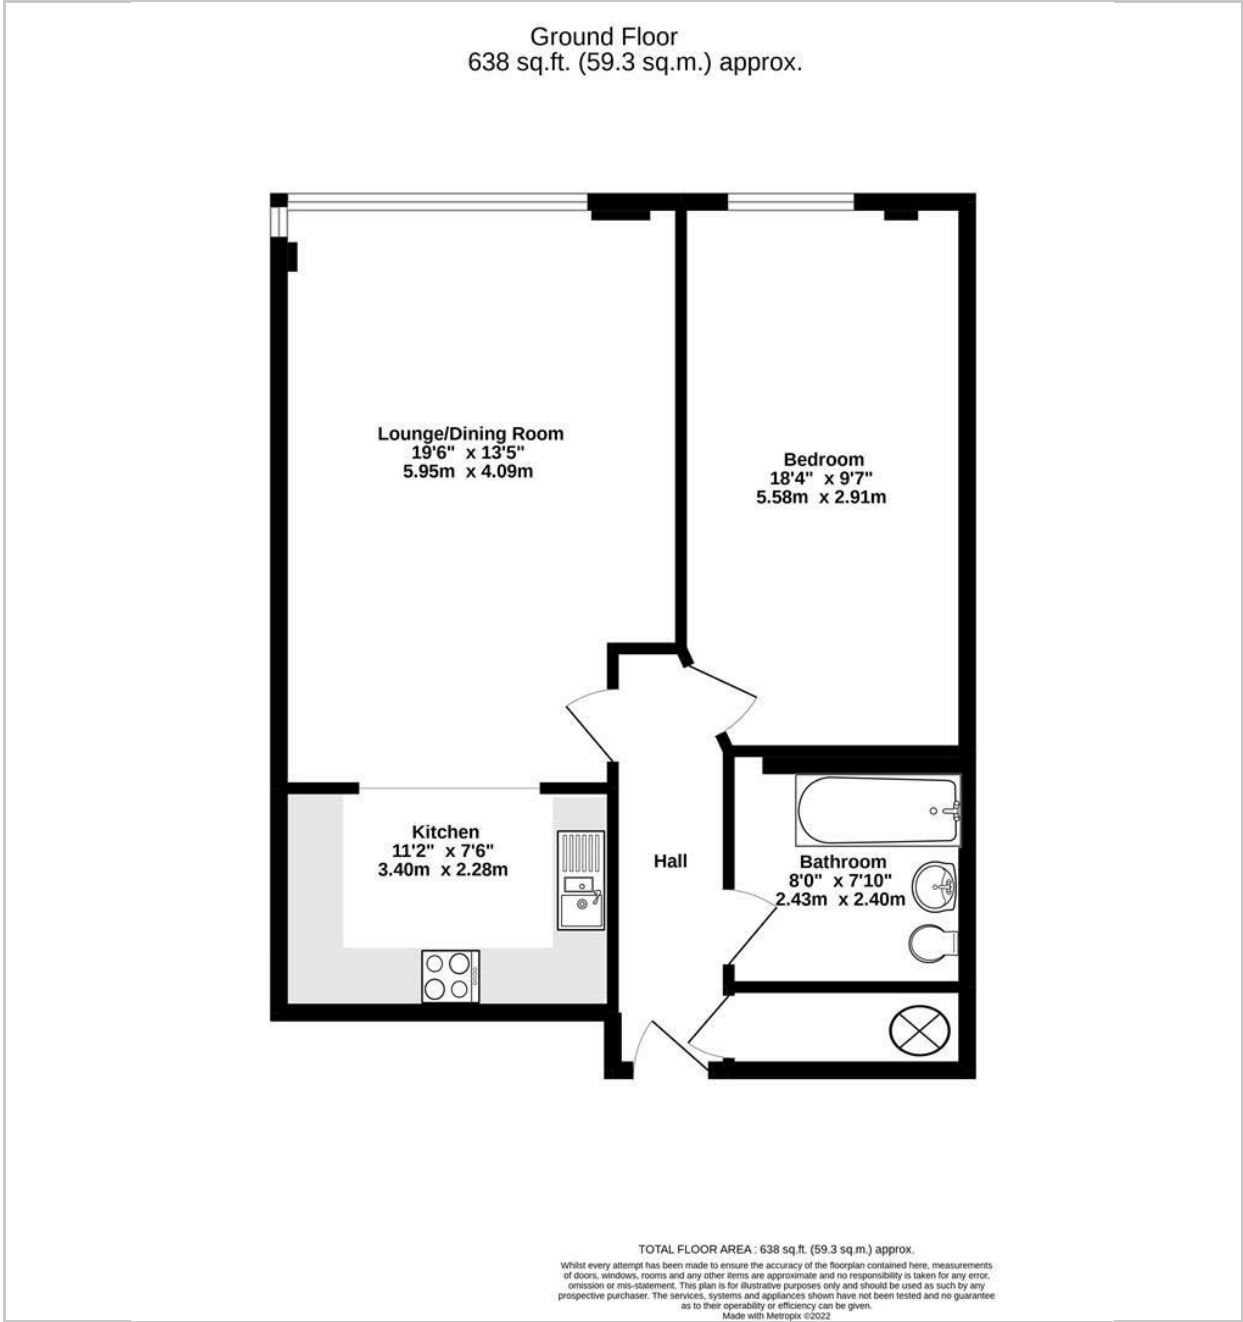 Ground Floor
638 sq.ft. (59.3 sq.m.) approx.
Lounge/Dining Room
19'6" x 13'5"
5.95m x 4.09m
Bedroom
18'4" x 9'7"
5.58m x 2.91m
Kitchen
11'2" x 7'6"
3.40m x 2.28m
Hall
Bathroom
8'0" x 7'10"
2.43m x 2.40m
TOTAL FLOOR AREA : 638 sq.ft. (59.3 sq.m.) approx.
Whilst every attempt has been made to ensure the accuracy of the floorplan contained here, measurements
of doors, windows, rooms and any other items are approximate and no responsibility is taken for any error,
omission or mis-statement. This plan is for illustrative purposes only and should be used as such by any
prospective purchaser. The services, systems and appliances shown have not been tested and no guarantee
as to their operability or efficiency can be given.
Made with Metropix ©2022